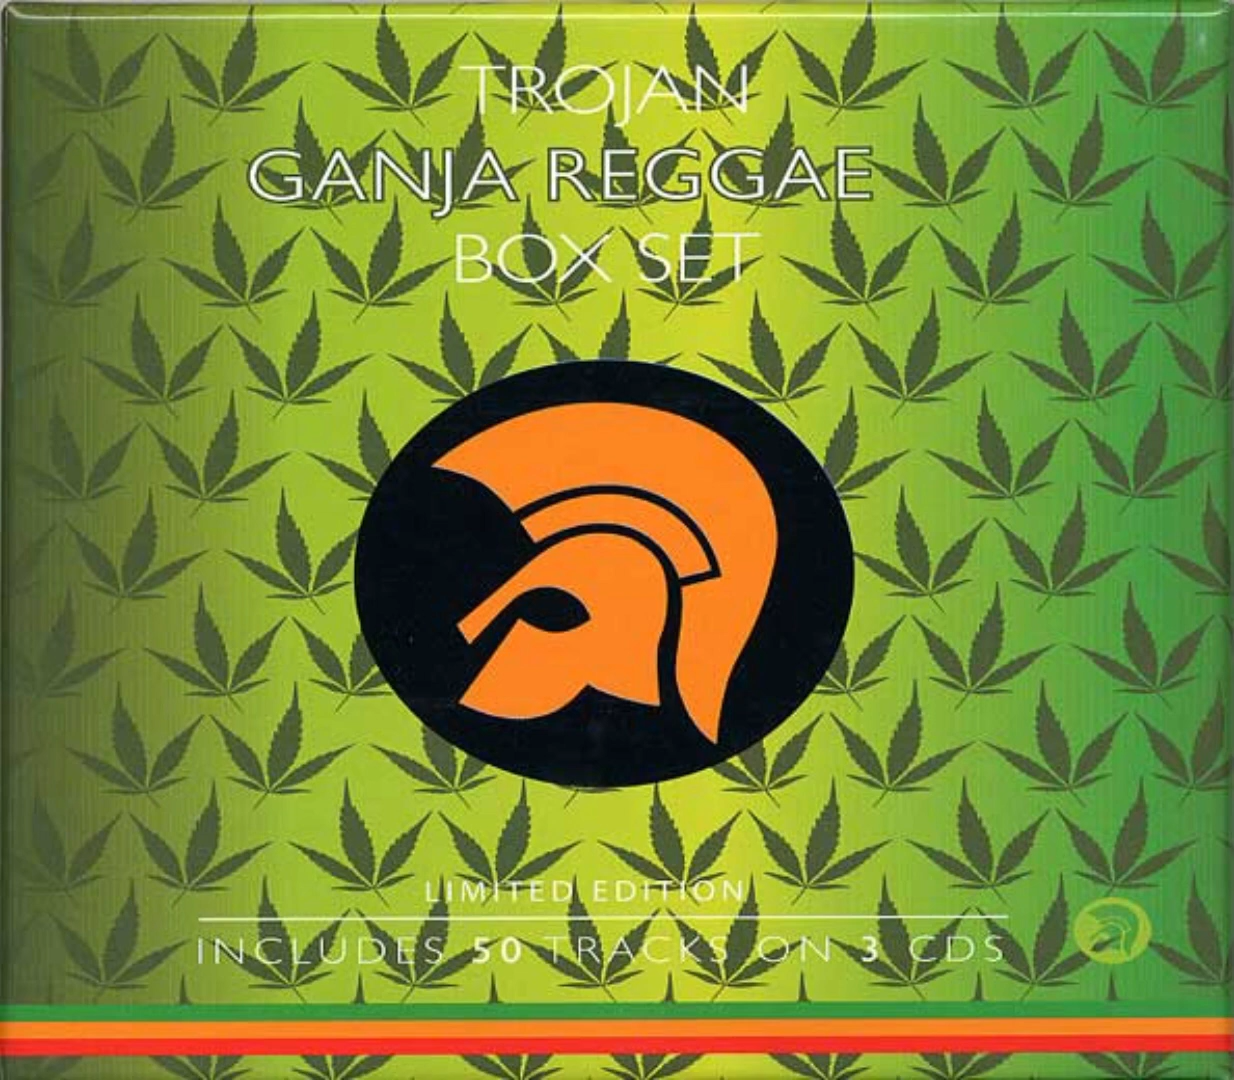 TROJAN
GANJA REGGAE
BOX SET
LIMITED EDITION
INCLUDES 50 TRACKS ON 3 CDS